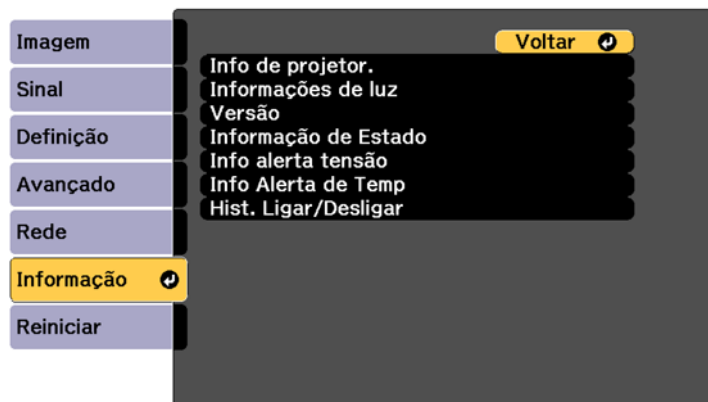 Imagem
Sinal
Definição
Avançado
Rede
Informação
Reiniciar
Voltar
Info de projetor.
Informações de luz
Versão
Informação de Estado
Info alerta tensão
Info Alerta de Temp
Hist. Ligar/Desligar